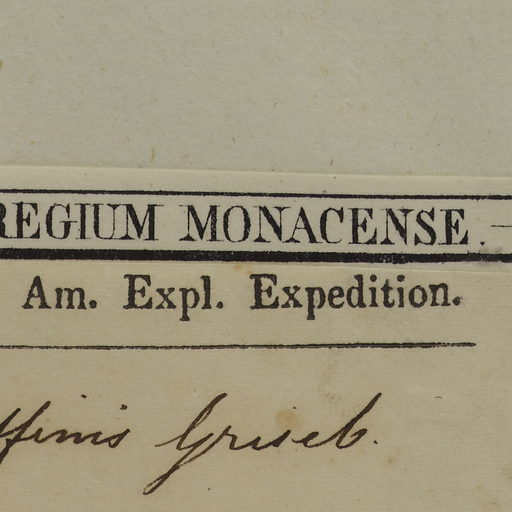 REGIUM MONACENSE.
Am. Expl. Expedition.
ffinis Griseb.